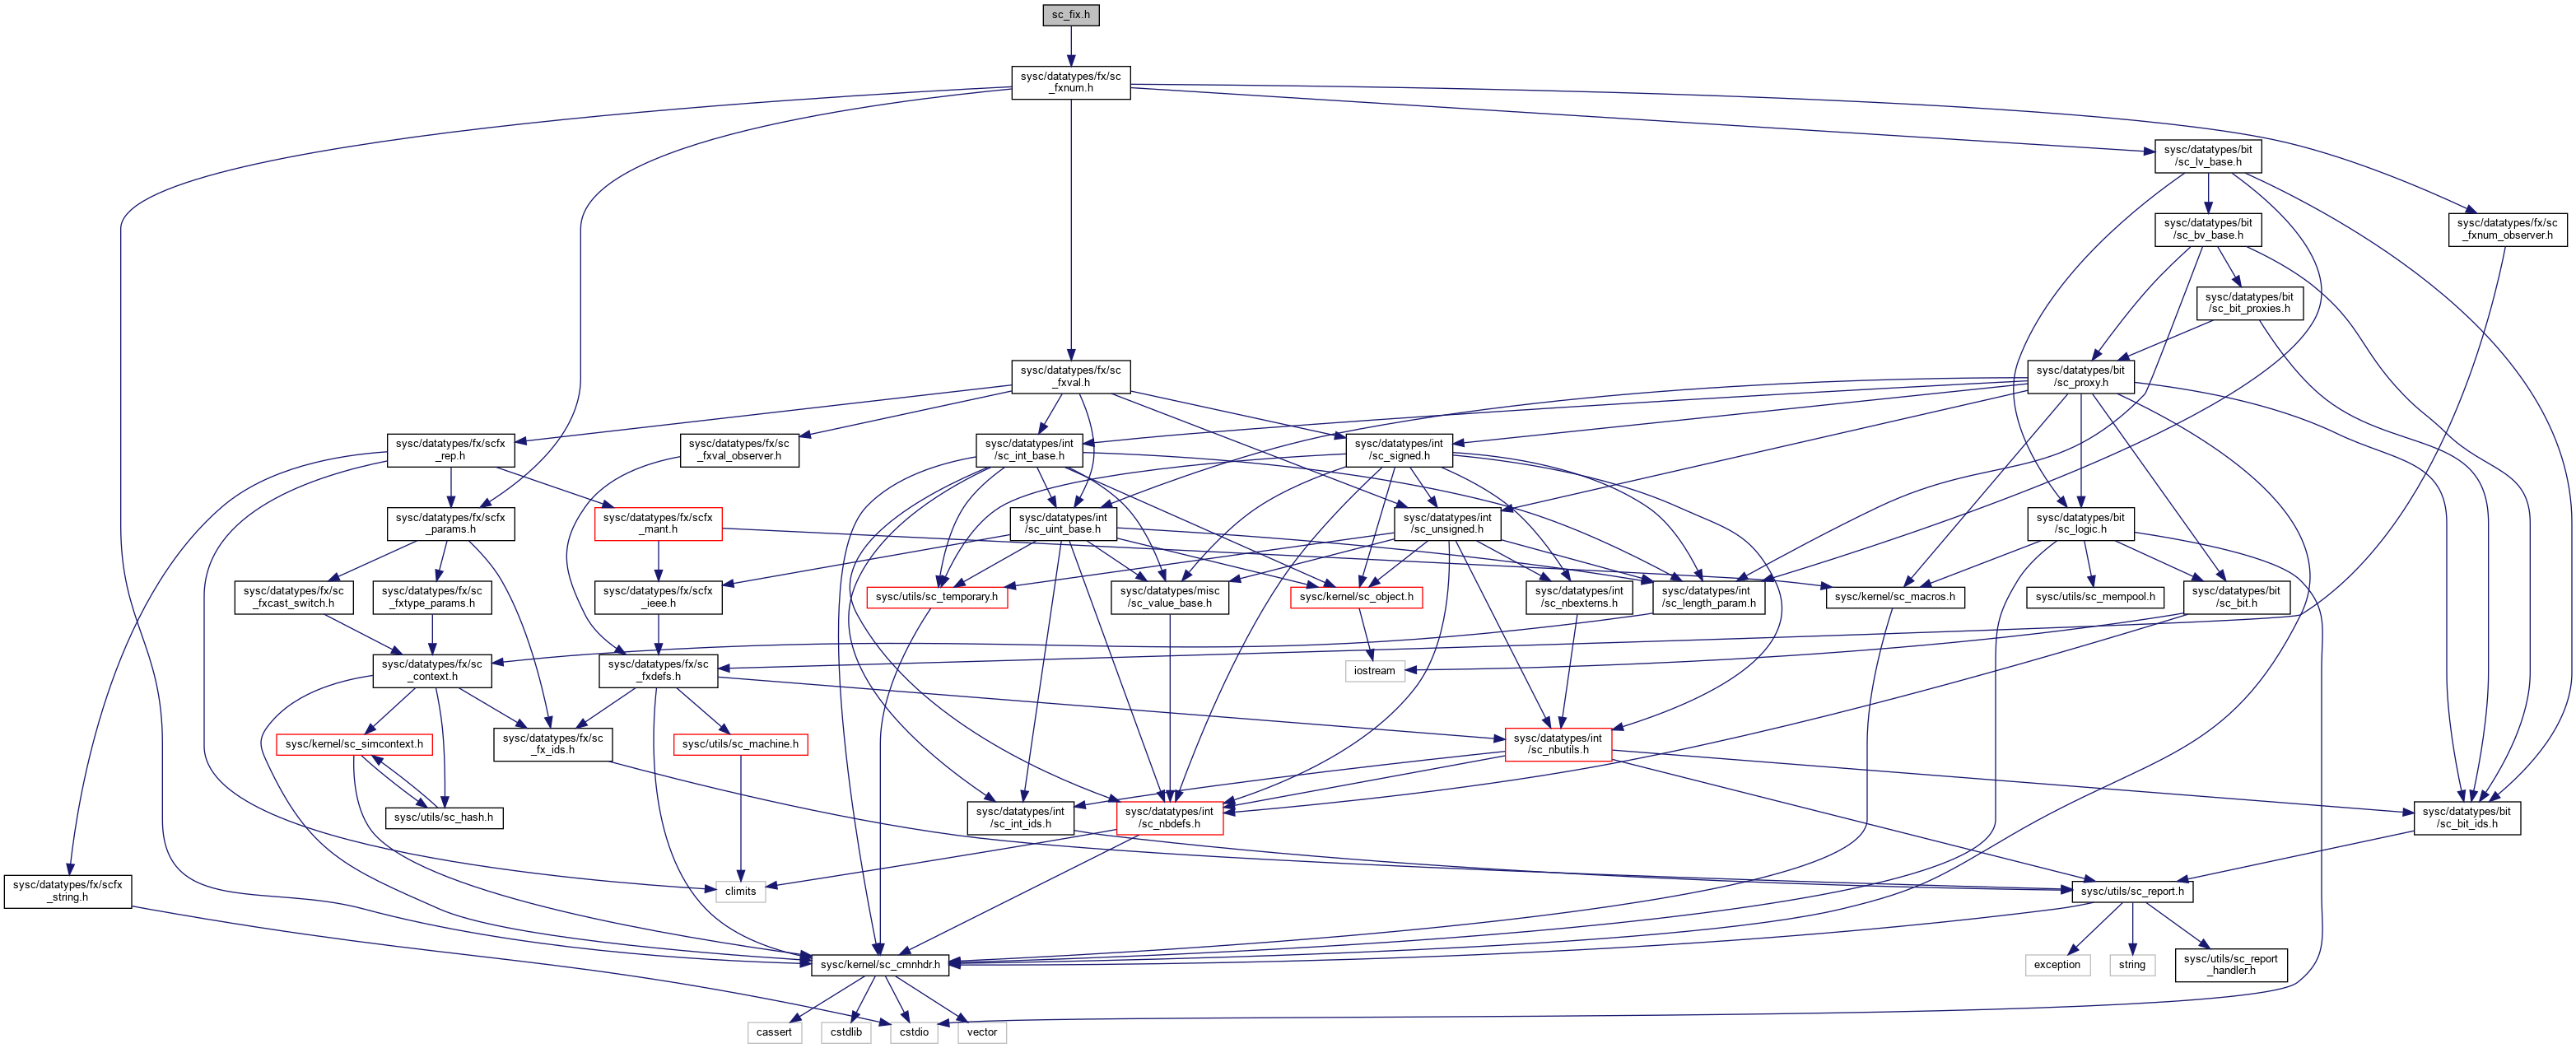 sc_fix.h
sysc/datatypes/fx/sc
_fxnum.h
sysc/datatypes/bit
/sc_lv_base.h
sysc/datatypes/bit
/sc_bv_base.h
sysc/datatypes/fx/sc
_fxnum_observer.h
sysc/datatypes/bit
/sc_bit_proxies.h
sysc/datatypes/fx/sc
_fxval.h
sysc/datatypes/bit
/sc_proxy.h
sysc/datatypes/fx/scfx
_rep.h
sysc/datatypes/fx/sc
_fxval_observer.h
sysc/datatypes/int
/sc_int_base.h
sysc/datatypes/int
/sc_signed.h
sysc/datatypes/fx/scfx
_params.h
sysc/datatypes/fx/scfx
_mant.h
sysc/datatypes/int
/sc_uint_base.h
sysc/datatypes/int
/sc_unsigned.h
sysc/datatypes/bit
/sc_logic.h
sysc/datatypes/fx/sc
_fxcast_switch.h
sysc/datatypes/fx/sc
_fxtype_params.h
sysc/datatypes/fx/scfx
_ieee.h
sysc/utils/sc_temporary.h
sysc/datatypes/misc
/sc_value_base.h
sysc/kernel/sc_object.h
sysc/datatypes/int
/sc_nbexterns.h
sysc/datatypes/int
/sc_length_param.h
sysc/kernel/sc_macros.h
sysc/utils/sc_mempool.h
sysc/datatypes/bit
/sc_bit.h
sysc/datatypes/fx/sc
_context.h
sysc/datatypes/fx/sc
_fxdefs.h
iostream
sysc/kernel/sc_simcontext.h
sysc/datatypes/fx/sc
_fx_ids.h
sysc/utils/sc_machine.h
sysc/datatypes/int
/sc_nbutils.h
sysc/utils/sc_hash.h
sysc/datatypes/int
/sc_int_ids.h
sysc/datatypes/int
/sc_nbdefs.h
sysc/datatypes/bit
/sc_bit_ids.h
sysc/datatypes/fx/scfx
_string.h
climits
sysc/utils/sc_report.h
sysc/kernel/sc_cmnhdr.h
exception
string
sysc/utils/sc_report
_handler.h
cassert
cstdlib
cstdio
vector